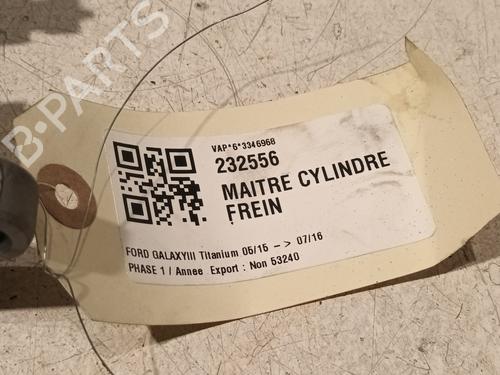 B-PARTS
VAP*6*3346968
232556
MAITRE CYLINDRE
FREIN
FORD GALAXYIII Titanium 05/15 -> 07/16
PHASE 1 / Annee Export : Non 53240